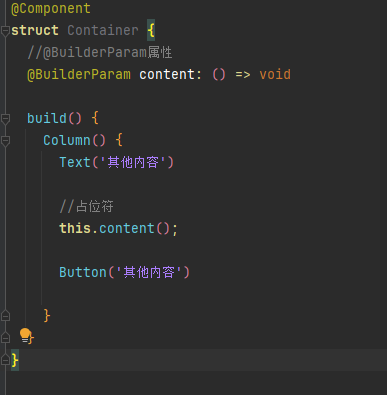 @Component
struct Container {
//@BuilderParam属性
@BuilderParam content: () => void
build() {
Column() {
Text('其他内容')
//占位符
this.content();
Button('其他内容')
}
}
}